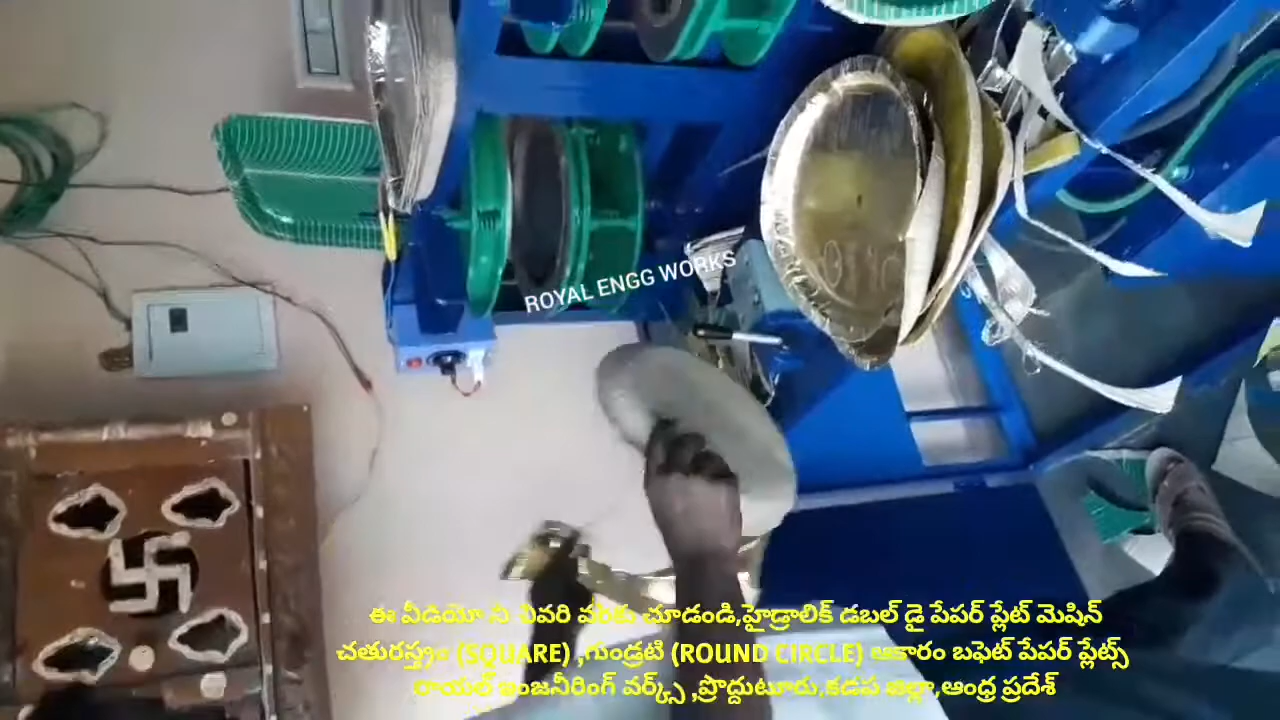 ROYAL ENGG WORKS
ఈ వీడియో ని చివరి వరకు చూడండి,హైడ్రాలిక్ డబల్ డై పేపర్ ప్లేట్ మెషిన్
చతురస్త్రం (SQUARE) ,గుండ్రటి (ROUND CIRCLE) ఆకారం బఫెట్ పేపర్ ప్లేట్స్
రాయల్ ఇంజనీరింగ్ వర్క్స్ ,ప్రొద్దుటూరు,కడప జిల్లా,ఆంధ్ర ప్రదేశ్